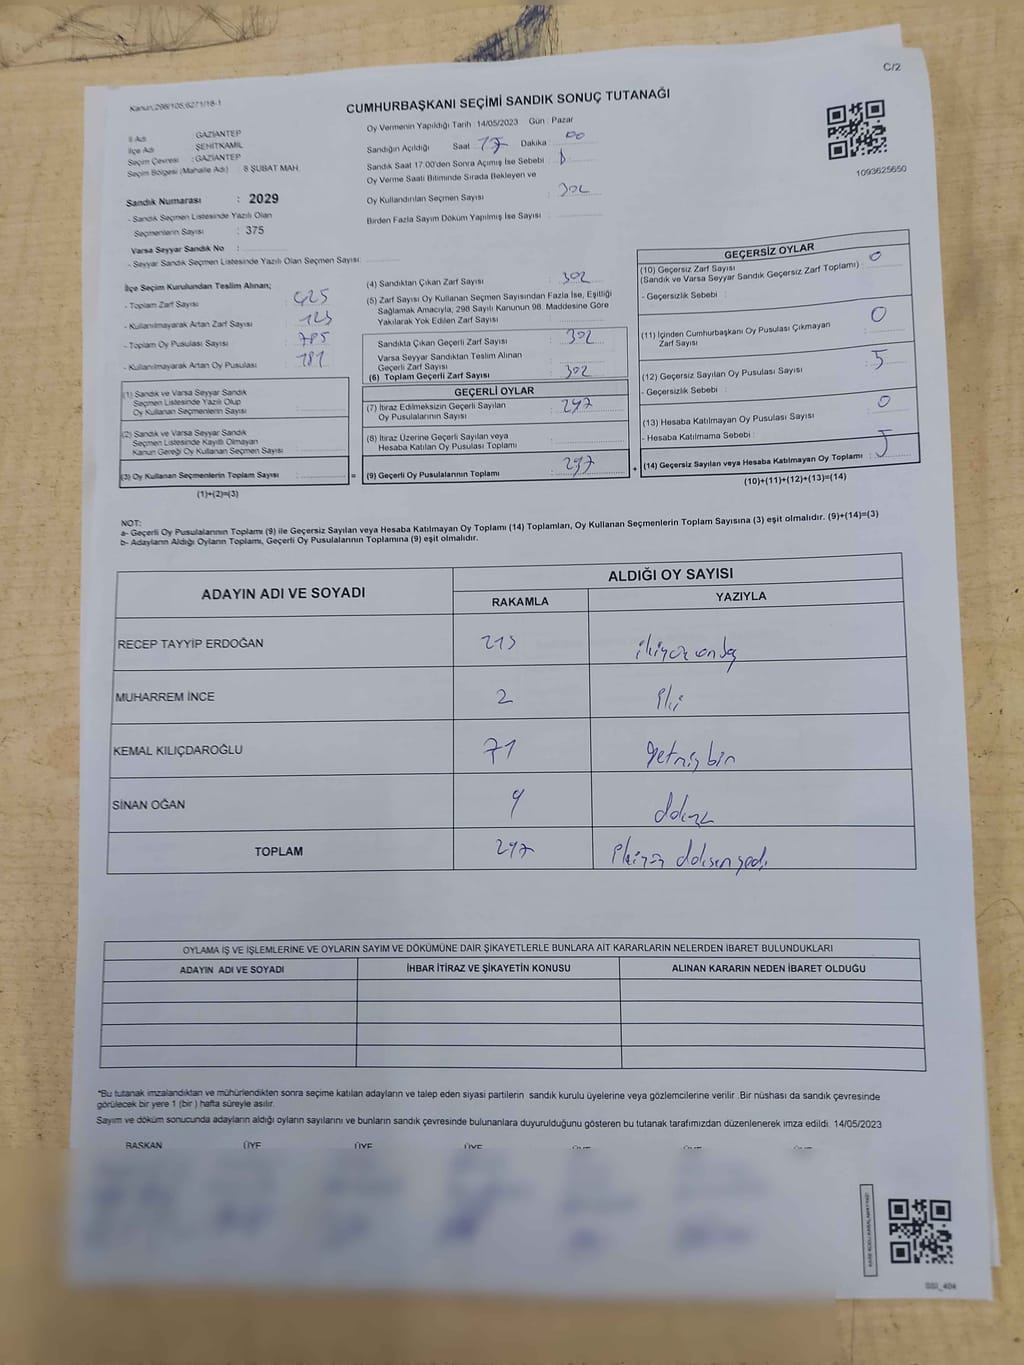 C/2
Kanun,298/105,6271/18-1
CUMHURBAŞKANI SEÇİMİ SANDIK SONUÇ TUTANAĞI
İl Adı : GAZİANTEP
İlçe Adı : ŞEHİTKAMİL
Seçim Çevresi : GAZİANTEP
Seçim Bölgesi (Mahalle Adı) : 8 ŞUBAT MAH.
Sandık Numarası : 2029
- Sandık Seçmen Listesinde Yazılı Olan
Seçmenlerin Sayısı : 375
Varsa Seyyar Sandık No :
- Seyyar Sandık Seçmen Listesinde Yazılı Olan Seçmen Sayısı:
Oy Vermenin Yapıldığı Tarih : 14/05/2023 Gün : Pazar
Sandığın Açıldığı Saat : 17 Dakika : 00
Sandık Saat 17:00'den Sonra Açımış İse Sebebi :
Oy Verme Saati Bitiminde Sırada Bekleyen ve
Oy Kullandırılan Seçmen Sayısı : 302
Birden Fazla Sayım Döküm Yapılmış İse Sayısı :
1093625650
İlçe Seçim Kurulundan Teslim Alınan;
- Toplam Zarf Sayısı : 425
- Kullanılmayarak Artan Zarf Sayısı : 123
- Toplam Oy Pusulası Sayısı :
- Kullanılmayarak Artan Oy Pusulası :
(1) Sandık ve Varsa Seyyar Sandık
Seçmen Listesinde Yazılı Olup
Oy Kullanan Seçmenlerin Sayısı :
(2) Sandık ve Varsa Seyyar Sandık
Seçmen Listesinde Kayıtlı Olmayan
Kanun Gereği Oy Kullanan Seçmen Sayısı :
(3) Oy Kullanan Seçmenlerin Toplam Sayısı : =
(1)+(2)=(3)
(4) Sandıktan Çıkan Zarf Sayısı : 302
(5) Zarf Sayısı Oy Kullanan Seçmen Sayısından Fazla İse, Eşitliği
Sağlamak Amacıyla, 298 Sayılı Kanunun 98. Maddesine Göre
Yakılarak Yok Edilen Zarf Sayısı :
Sandıkta Çıkan Geçerli Zarf Sayısı : 302
Varsa Seyyar Sandıktan Teslim Alınan
Geçerli Zarf Sayısı :
(6) Toplam Geçerli Zarf Sayısı : 302
GEÇERLİ OYLAR
(7) İtiraz Edilmeksizin Geçerli Sayılan
Oy Pusulalarının Sayısı : 297
(8) İtiraz Üzerine Geçerli Sayılan veya
Hesaba Katılan Oy Pusulası Toplamı :
(9) Geçerli Oy Pusulalarının Toplamı : 297 +
GEÇERSİZ OYLAR
(10) Geçersiz Zarf Sayısı
(Sandık ve Varsa Seyyar Sandık Geçersiz Zarf Toplamı) : 0
- Geçersizlik Sebebi :
(11) İçinden Cumhurbaşkanı Oy Pusulası Çıkmayan
Zarf Sayısı : 0
(12) Geçersiz Sayılan Oy Pusulası Sayısı : 5
- Geçersizlik Sebebi :
(13) Hesaba Katılmayan Oy Pusulası Sayısı : 0
- Hesaba Katılmama Sebebi :
(14) Geçersiz Sayılan veya Hesaba Katılmayan Oy Toplamı : 5
(10)+(11)+(12)+(13)=(14)
NOT:
a- Geçerli Oy Pusulalarının Toplamı (9) ile Geçersiz Sayılan veya Hesaba Katılmayan Oy Toplamı (14) Toplamları, Oy Kullanan Seçmenlerin Toplam Sayısına (3) eşit olmalıdır. (9)+(14)=(3)
b- Adayların Aldığı Oyların Toplamı, Geçerli Oy Pusulalarının Toplamına (9) eşit olmalıdır.
ADAYIN ADI VE SOYADI
ALDIĞI OY SAYISI
RAKAMLA YAZIYLA
RECEP TAYYİP ERDOĞAN 215 ikiyüz onbeş
MUHARREM İNCE 2 İki
KEMAL KILIÇDAROĞLU 71 yetmiş bir
SİNAN OĞAN 9 dokuz
TOPLAM 297 İkiyüz doksan yedi
OYLAMA İŞ VE İŞLEMLERİNE VE OYLARIN SAYIM VE DÖKÜMÜNE DAİR ŞİKAYETLERLE BUNLARA AİT KARARLARIN NELERDEN İBARET BULUNDUKLARI
ADAYIN ADI VE SOYADI İHBAR İTİRAZ VE ŞİKAYETİN KONUSU ALINAN KARARIN NEDEN İBARET OLDUĞU
*Bu tutanak imzalandıktan ve mühürlendikten sonra seçime katılan adayların ve talep eden siyasi partilerin sandık kurulu üyelerine veya gözlemcilerine verilir. Bir nüshası da sandık çevresinde
görülecek bir yere 1 (bir ) hafta süreyle asılır.
Sayım ve döküm sonucunda adayların aldığı oyların sayılarını ve bunların sandık çevresinde bulunanlara duyurulduğunu gösteren bu tutanak tarafımızdan düzenlenerek imza edildi. 14/05/2023
BAŞKAN ÜYE ÜYE ÜYE